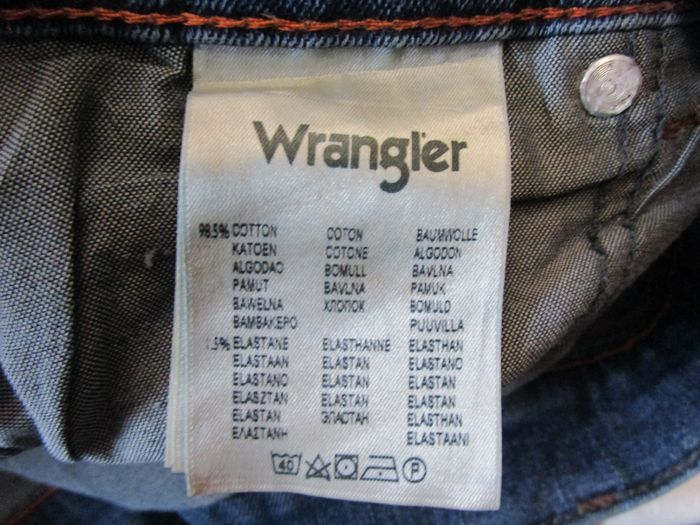 Wrangler
98.5% COTTON COTON BAUMWOLLE
KATOEN COTONE ALGODON
ALGODAO BOMULL BAVLNA
PAMUT BAVLNA PAMUK
BAWELNA ХЛОПОК BOMULD
ΒΑΜΒΑΚΕΡΟ PUUVILLA
1.5% ELASTANE ELASTHANNE ELASTHAN
ELASTAAN ELASTAN ELASTANO
ELASTANO ELASTAN ELASTAN
ELASZTAN ELASTAN ELASTAN
ELASTAN ЭЛАСТАН ELASTHAN
ΕΛΑΣΤΑΝΗ ELASTAANI
40 P